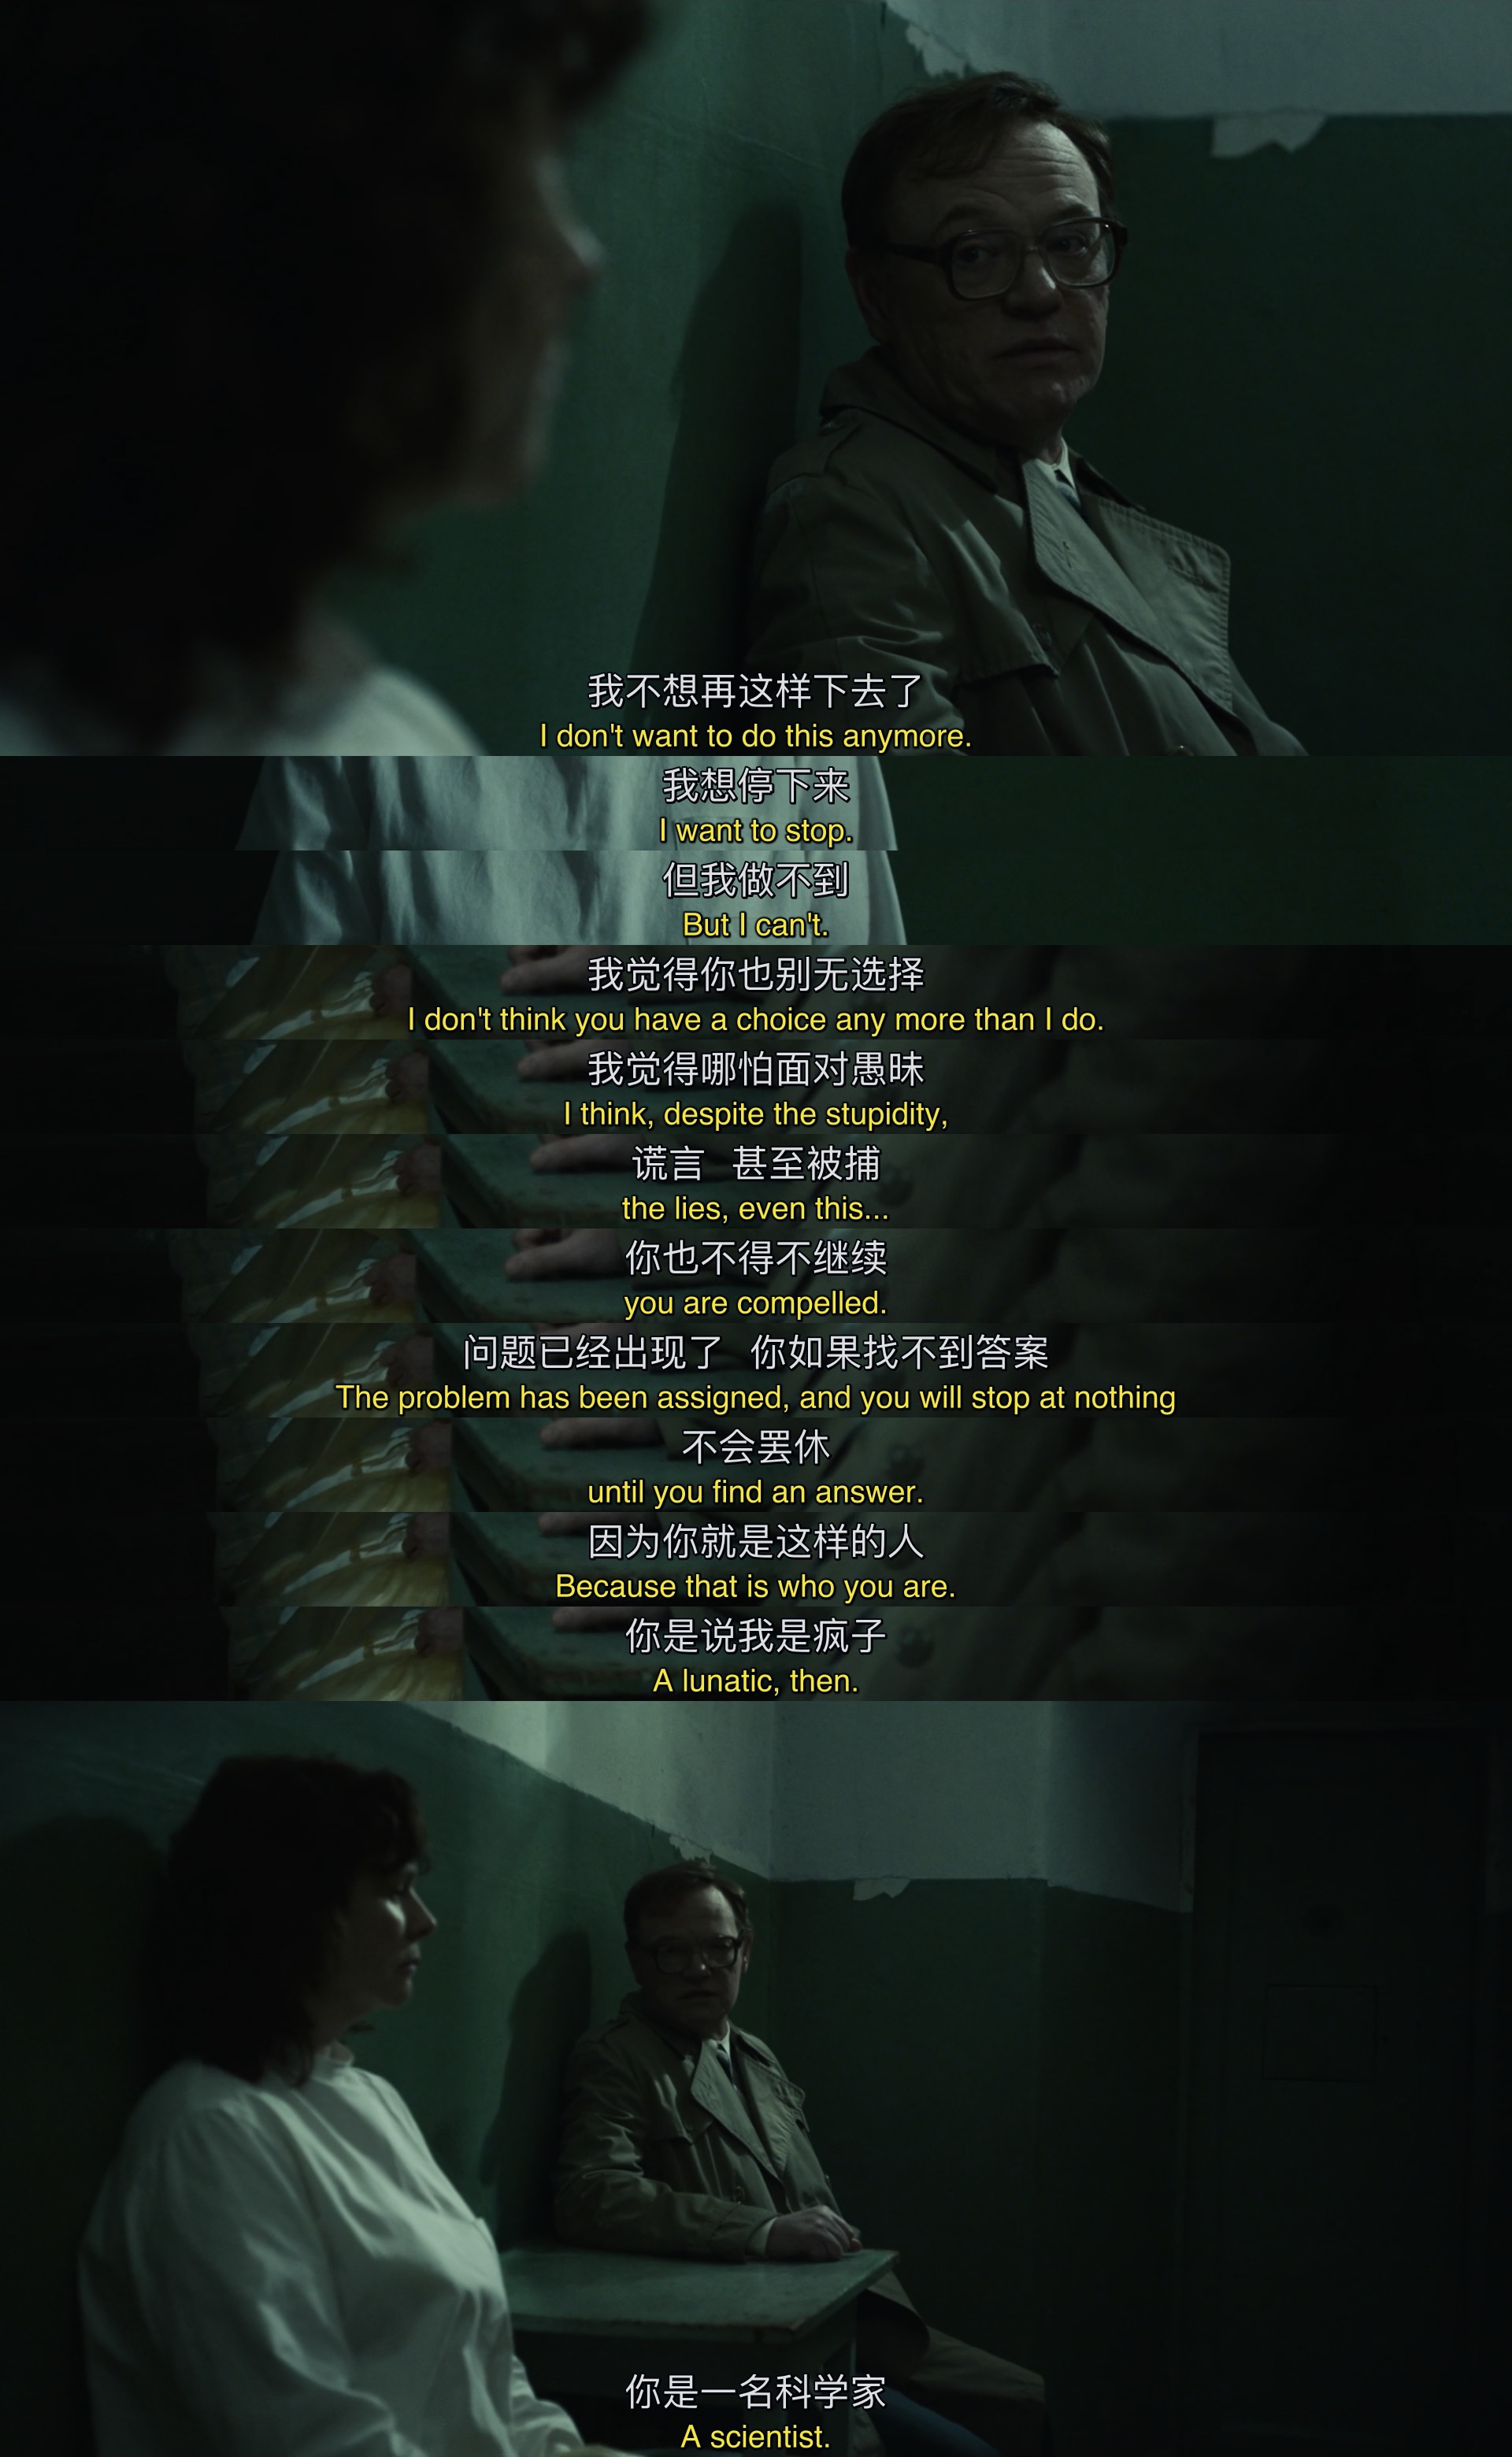 我不想再这样下去了
I don't want to do this anymore.
我想停下来
I want to stop.
但我做不到
But I can't.
我觉得你也别无选择
I don't think you have a choice any more than I do.
我觉得哪怕面对愚昧
I think, despite the stupidity,
谎言 甚至被捕
the lies, even this...
你也不得不继续
you are compelled.
问题已经出现了 你如果找不到答案
The problem has been assigned, and you will stop at nothing
不会罢休
until you find an answer.
因为你就是这样的人
Because that is who you are.
你是说我是疯子
A lunatic, then.
你是一名科学家
A scientist.